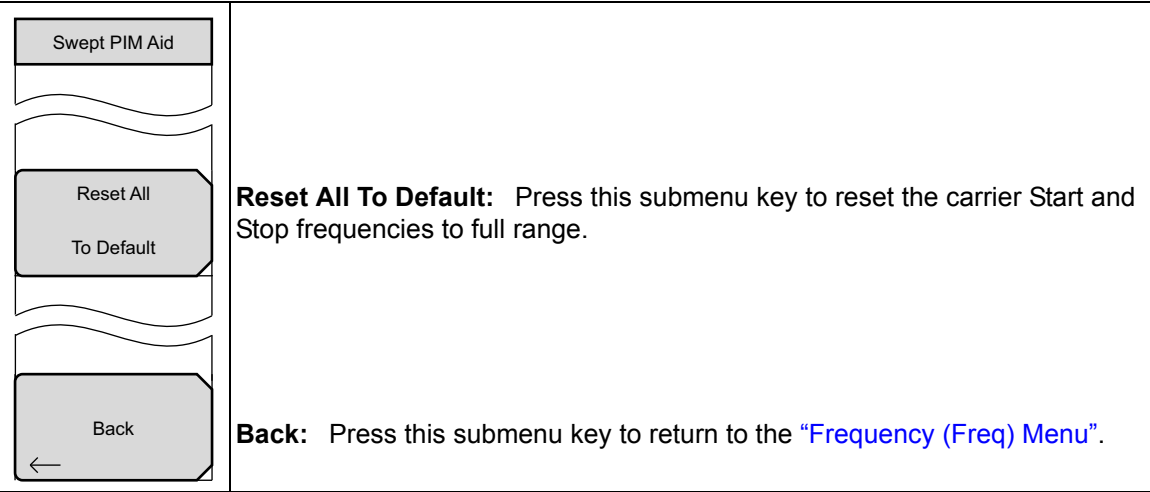 Swept PIM Aid
Reset All
To Default
Reset All To Default: Press this submenu key to reset the carrier Start and
Stop frequencies to full range.
Back
Back: Press this submenu key to return to the “Frequency (Freq) Menu”.